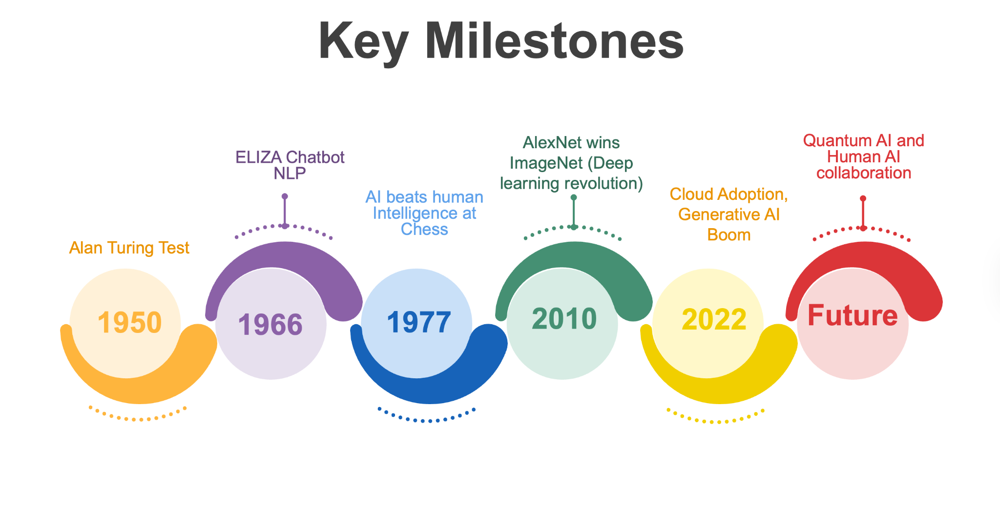 Key Milestones
Alan Turing Test
1950
ELIZA Chatbot
NLP
1966
AI beats human
Intelligence at
Chess
1977
AlexNet wins
ImageNet (Deep
learning revolution)
2010
Cloud Adoption,
Generative AI
Boom
2022
Quantum AI and
Human AI
collaboration
Future